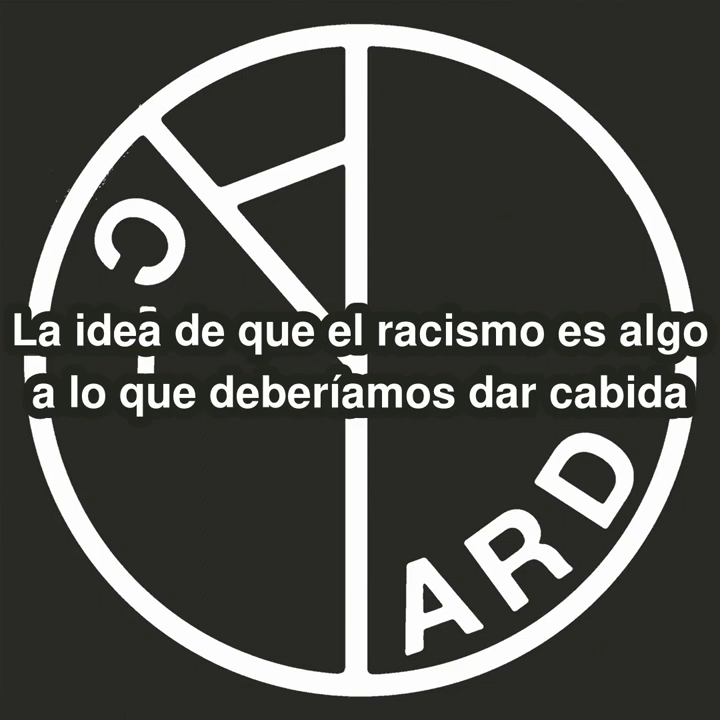 C
La idea de que el racismo es algo
a lo que deberíamos dar cabida
ARD